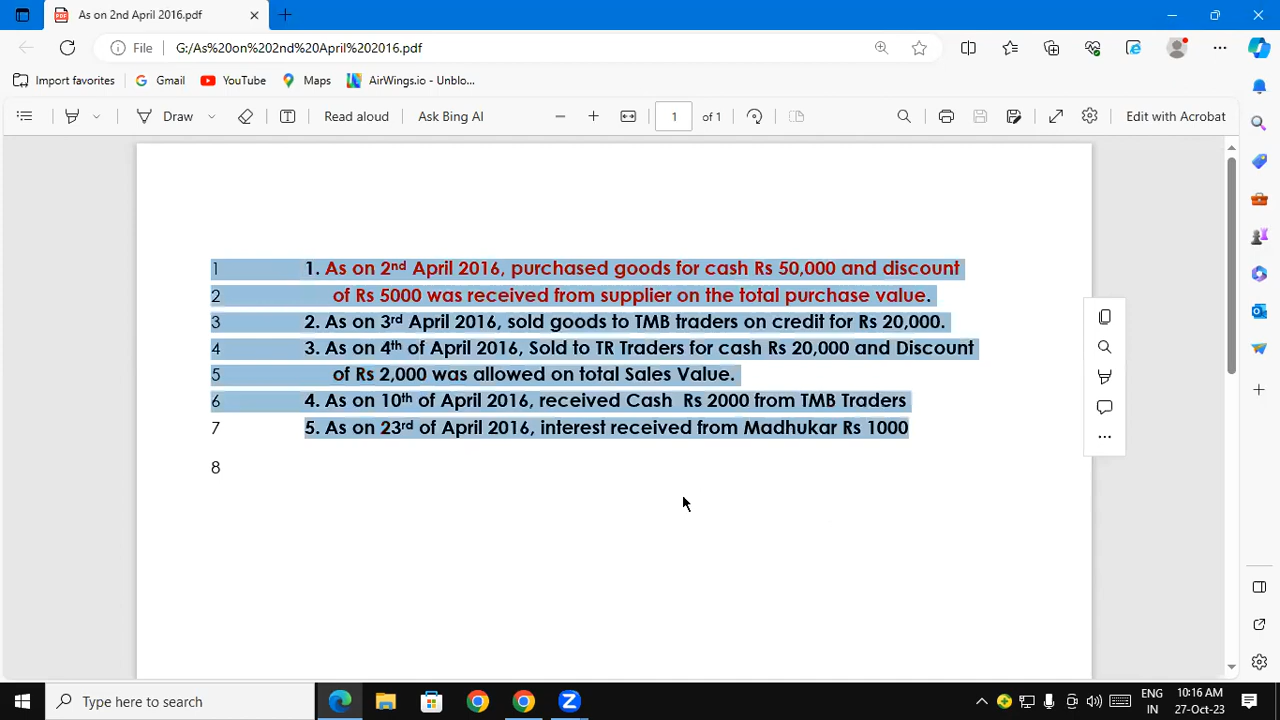 As on 2nd April 2016.pdf
File G:/As%20on%202nd%20April%202016.pdf
Import favorites Gmail YouTube Maps AirWings.io - Unblo...
Draw Read aloud Ask Bing AI 1 of 1 Edit with Acrobat
1 1. As on 2nd April 2016, purchased goods for cash Rs 50,000 and discount
2 of Rs 5000 was received from supplier on the total purchase value.
3 2. As on 3rd April 2016, sold goods to TMB traders on credit for Rs 20,000.
4 3. As on 4th of April 2016, Sold to TR Traders for cash Rs 20,000 and Discount
5 of Rs 2,000 was allowed on total Sales Value.
6 4. As on 10th of April 2016, received Cash Rs 2000 from TMB Traders
7 5. As on 23rd of April 2016, interest received from Madhukar Rs 1000
8
Type here to search ENG 10:16 AM
IN 27-Oct-23